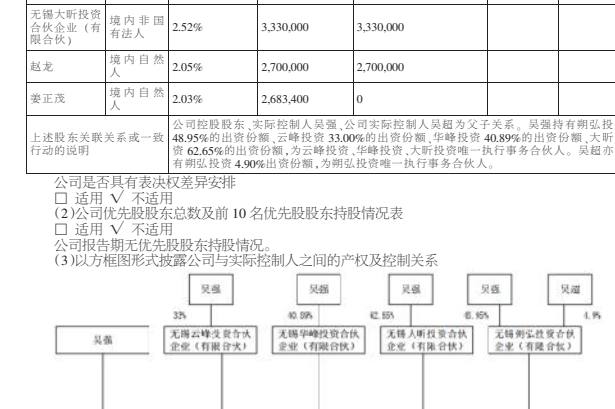 无锡大昕投资
合伙企业（有
限合伙）
境内非国
有法人
2.52%
3,330,000
3,330,000
赵龙
境内自然
人
2.05%
2,700,000
2,700,000
姜正茂
境内自然
人
2.03%
2,683,400
0
上述股东关联关系或一致
行动的说明
公司控股股东、实际控制人吴强、公司实际控制人吴超为父子关系。吴强持有朔弘投
48.95%的出资份额，云峰投资 33.00%的出资份额、华峰投资 40.89%的出资份额、大昕
资 62.65%的出资份额，为云峰投资、华峰投资、大昕投资唯一执行事务合伙人。吴超亦
有朔弘投资 4.90%出资份额，为朔弘投资唯一执行事务合伙人。
公司是否具有表决权差异安排
□ 适用 √ 不适用
(2)公司优先股股东总数及前 10 名优先股股东持股情况表
□ 适用 √ 不适用
公司报告期无优先股股东持股情况。
(3)以方框图形式披露公司与实际控制人之间的产权及控制关系
吴强
吴强
吴强
吴强
吴超
33%
40.89%
62.65%
48.95%
4.9%
吴强
无锡云峰投资合伙
企业（有限合伙）
无锡华峰投资合伙
企业（有限合伙）
无锡大昕投资合伙
企业（有限合伙）
无锡朔弘投资合伙
企业（有限合伙）